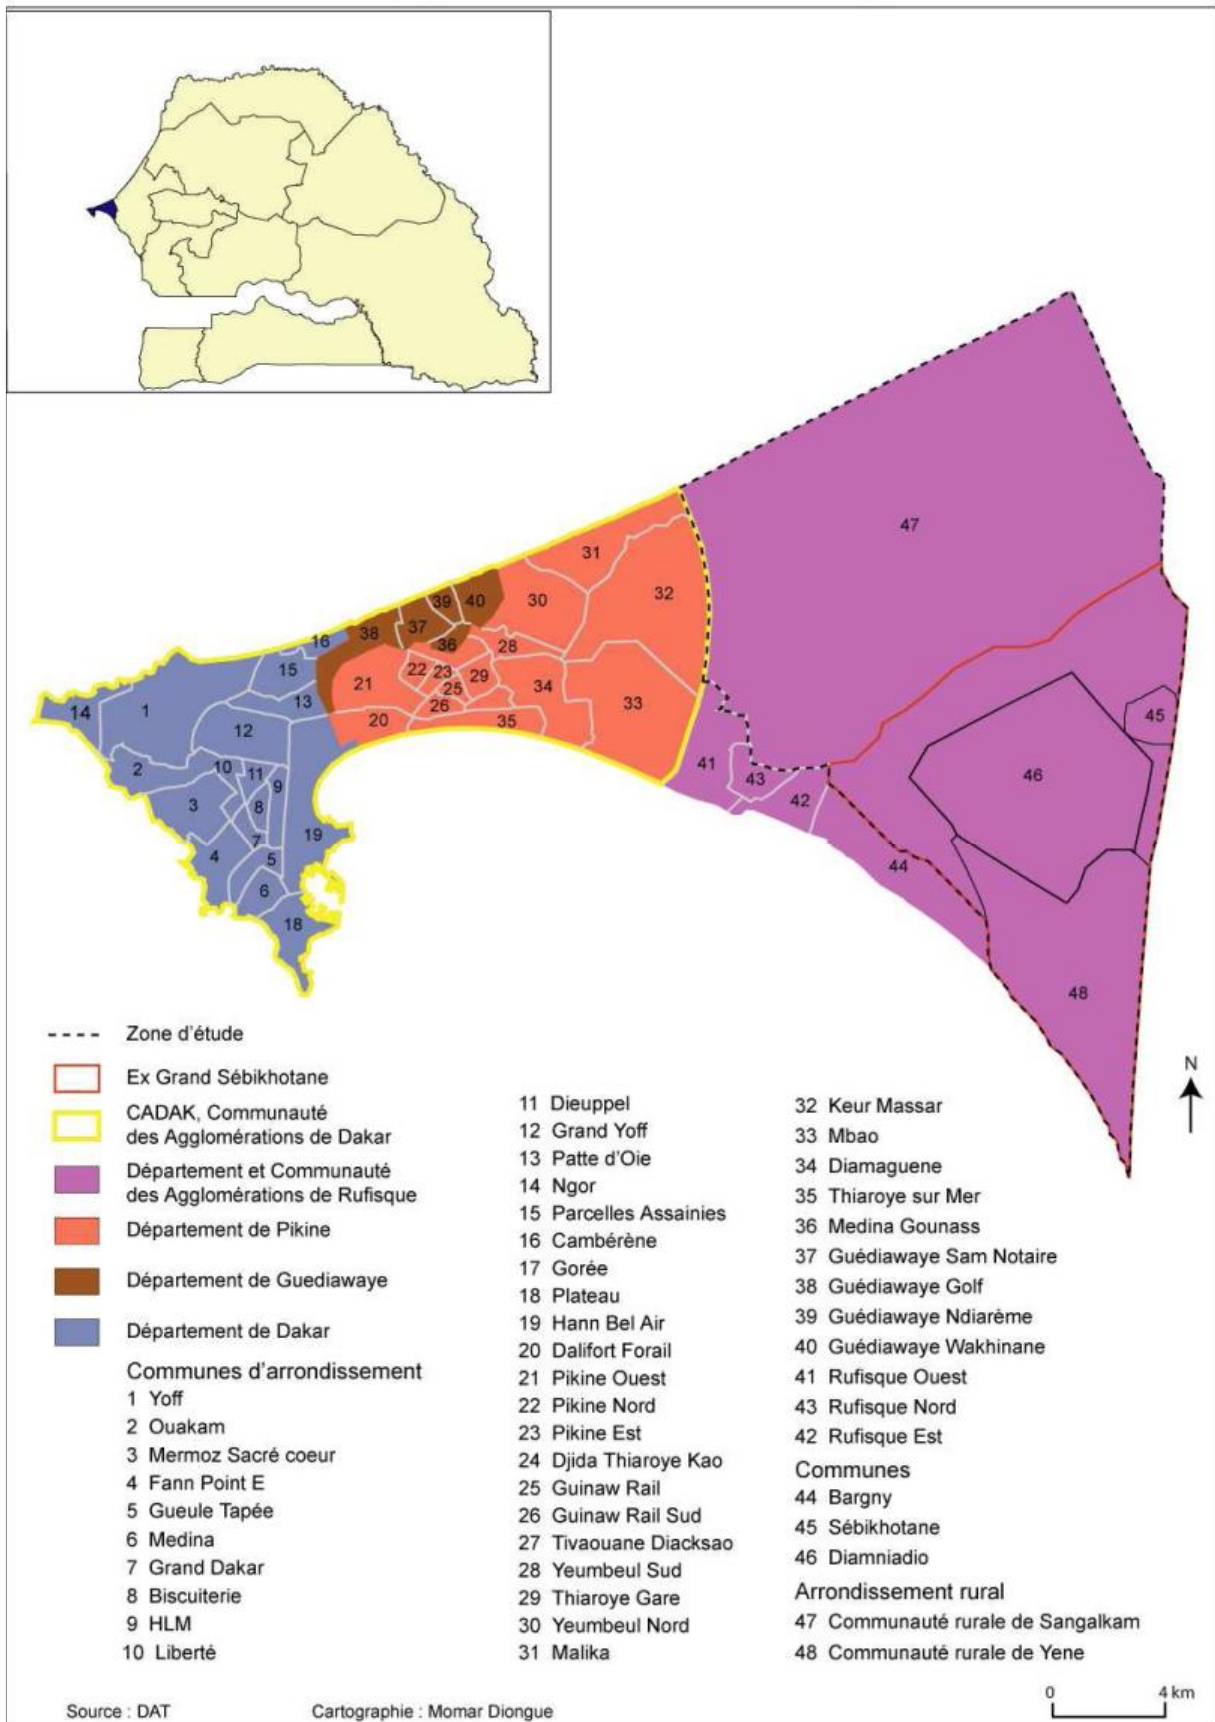 47
31
32
30
39
40
38
37
16
36
28
15
22
23
29
21
25
34
13
26
33
14
1
20
35
45
12
41
2
10
11
43
46
9
3
8
42
19
7
4
5
44
6
18
48
Zone d'étude
Ex Grand Sébikhotane
CADAK, Communauté
des Agglomérations de Dakar
Département et Communauté
des Agglomérations de Rufisque
Département de Pikine
Département de Guediawaye
Département de Dakar
Communes d'arrondissement
1 Yoff
2 Ouakam
3 Mermoz Sacré coeur
4 Fann Point E
5 Gueule Tapée
6 Medina
7 Grand Dakar
8 Biscuiterie
9 HLM
10 Liberté
11 Dieuppel
12 Grand Yoff
13 Patte d'Oie
14 Ngor
15 Parcelles Assainies
16 Cambérène
17 Gorée
18 Plateau
19 Hann Bel Air
20 Dalifort Forail
21 Pikine Ouest
22 Pikine Nord
23 Pikine Est
24 Djida Thiaroye Kao
25 Guinaw Rail
26 Guinaw Rail Sud
27 Tivaouane Diacksao
28 Yeumbeul Sud
29 Thiaroye Gare
30 Yeumbeul Nord
31 Malika
32 Keur Massar
33 Mbao
34 Diamaguene
35 Thiaroye sur Mer
36 Medina Gounass
37 Guédiawaye Sam Notaire
38 Guédiawaye Golf
39 Guédiawaye Ndiarème
40 Guédiawaye Wakhinane
41 Rufisque Ouest
43 Rufisque Nord
42 Rufisque Est
Communes
44 Bargny
45 Sébikhotane
46 Diamniadio
Arrondissement rural
47 Communauté rurale de Sangalkam
48 Communauté rurale de Yene
N
0 4 km
Source : DAT
Cartographie : Momar Diongue